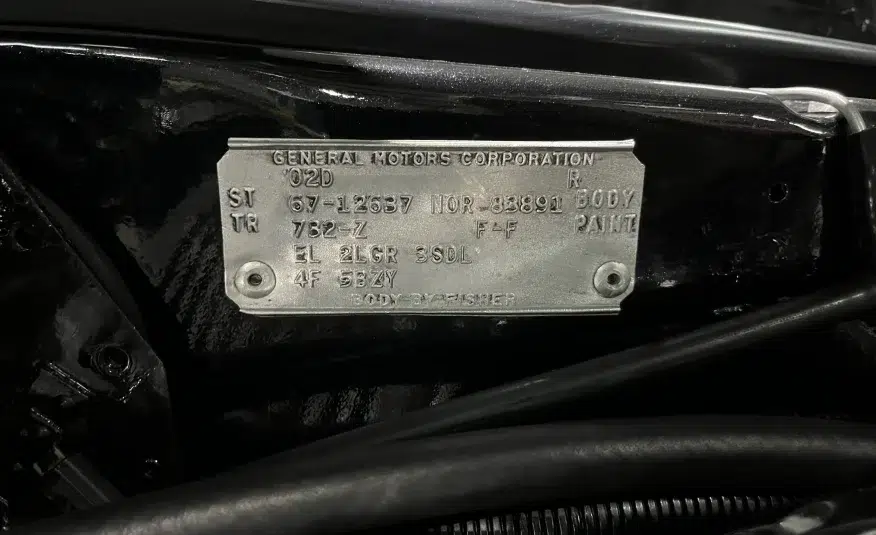 GENERAL MOTORS CORPORATION
02D R
ST 67-12637 NOR-83891 BODY
TR 732-Z F-F PAINT
EL 2LGR 3SDL
4F 5BZY
BODY BY FISHER